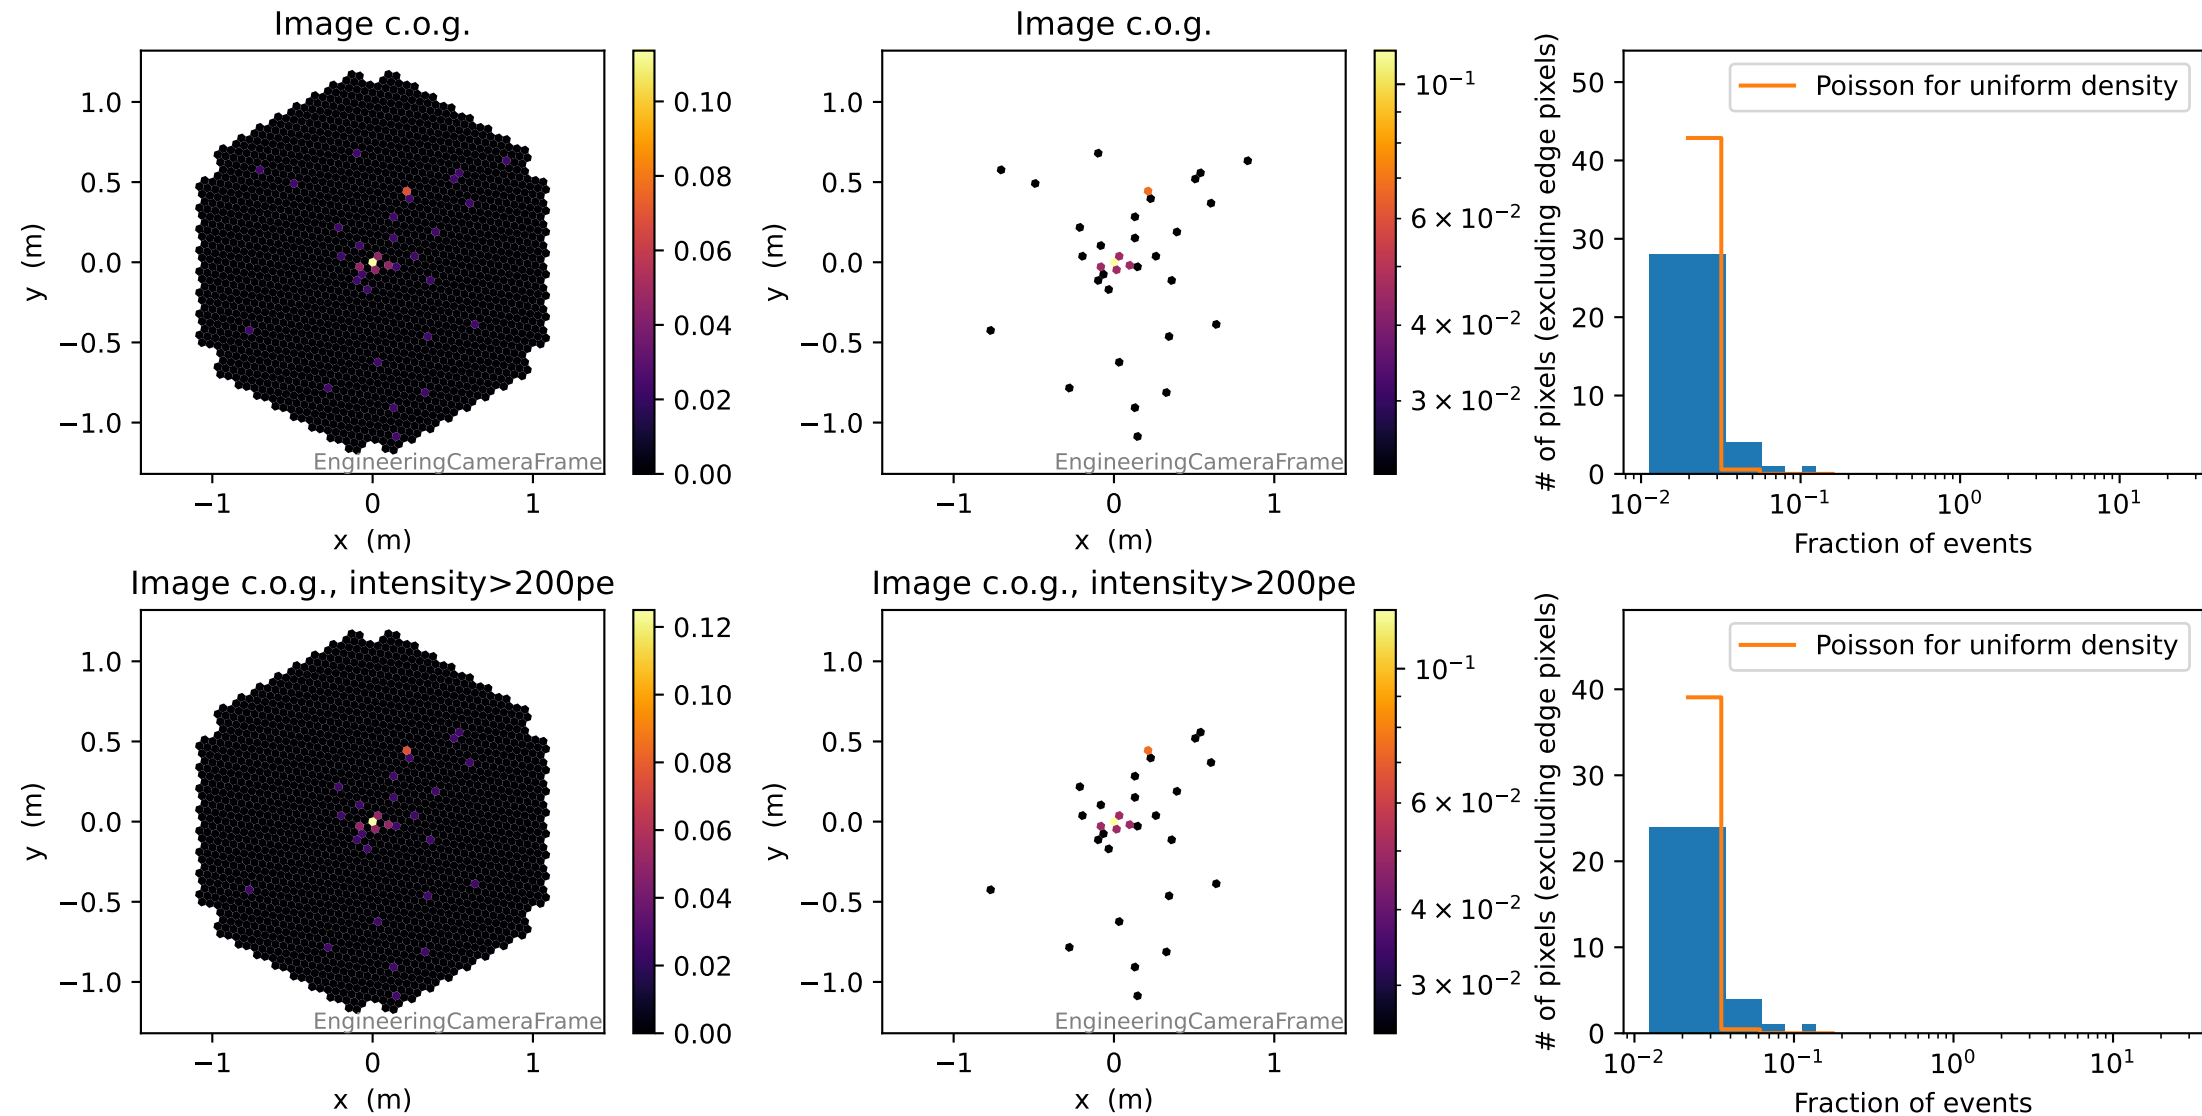 Image c.o.g.
1.0
0.5
0.0
−0.5
−1.0
y (m)
−1 0 1
x (m)
EngineeringCameraFrame
0.10
0.08
0.06
0.04
0.02
0.00
Image c.o.g.
1.0
0.5
0.0
−0.5
−1.0
y (m)
−1 0 1
x (m)
EngineeringCameraFrame
10⁻¹
6 × 10⁻²
4 × 10⁻²
3 × 10⁻²
# of pixels (excluding edge pixels)
50
40
30
20
10
0
Poisson for uniform density
10⁻² 10⁻¹ 10⁰ 10¹
Fraction of events
Image c.o.g., intensity>200pe
1.0
0.5
0.0
−0.5
−1.0
y (m)
−1 0 1
x (m)
EngineeringCameraFrame
0.12
0.10
0.08
0.06
0.04
0.02
0.00
Image c.o.g., intensity>200pe
1.0
0.5
0.0
−0.5
−1.0
y (m)
−1 0 1
x (m)
EngineeringCameraFrame
10⁻¹
6 × 10⁻²
4 × 10⁻²
3 × 10⁻²
# of pixels (excluding edge pixels)
40
30
20
10
0
Poisson for uniform density
10⁻² 10⁻¹ 10⁰ 10¹
Fraction of events